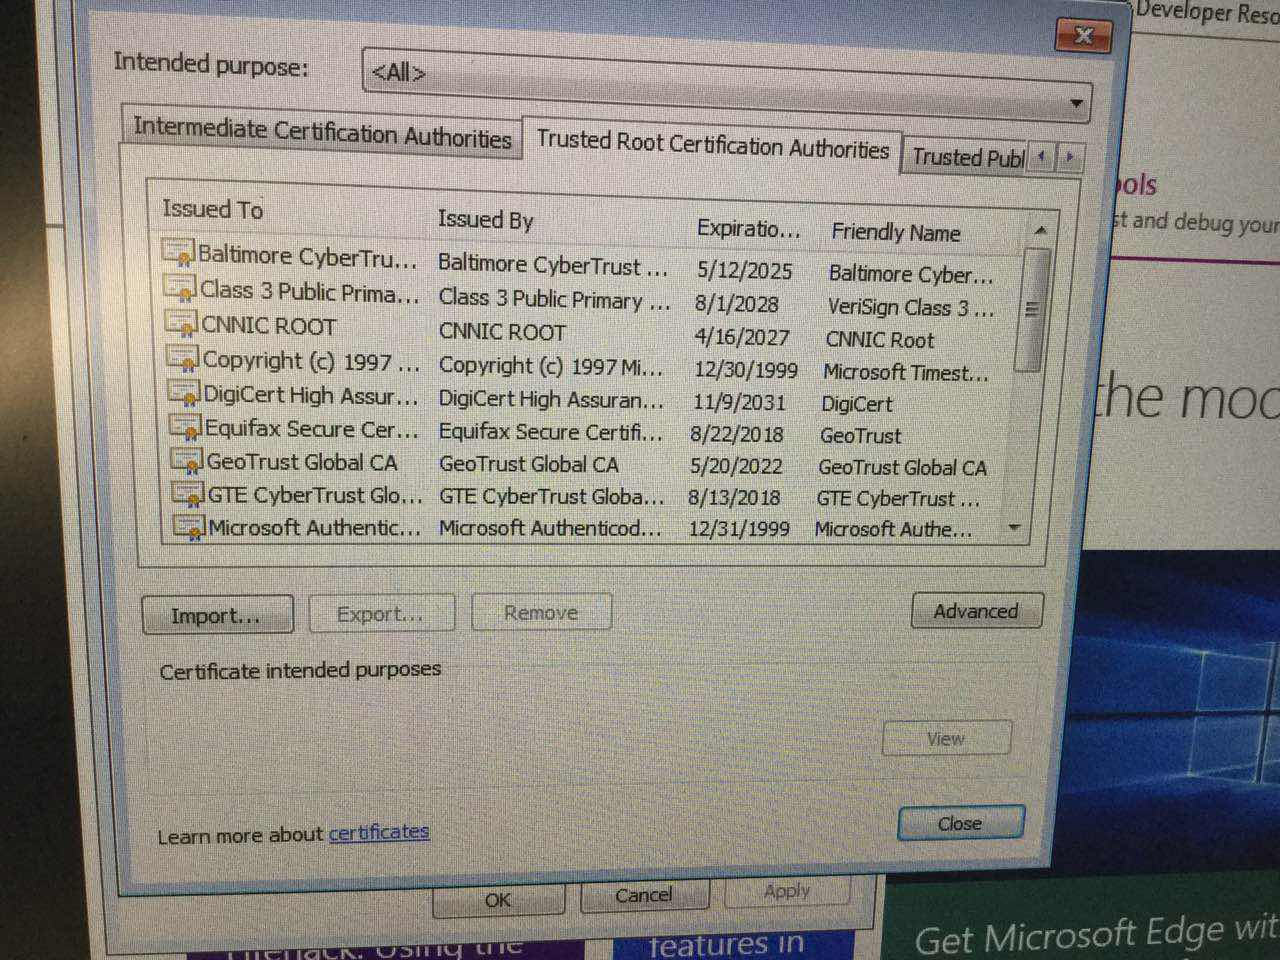 Developer Reso
Intended purpose:
<All>
Intermediate Certification Authorities
Trusted Root Certification Authorities
Trusted Publ
ools
st and debug your
Issued To Issued By Expiratio... Friendly Name
Baltimore CyberTru... Baltimore CyberTrust ... 5/12/2025 Baltimore Cyber...
Class 3 Public Prima... Class 3 Public Primary ... 8/1/2028 VeriSign Class 3 ...
CNNIC ROOT CNNIC ROOT 4/16/2027 CNNIC Root
Copyright (c) 1997 ... Copyright (c) 1997 Mi... 12/30/1999 Microsoft Timest...
DigiCert High Assur... DigiCert High Assuran... 11/9/2031 DigiCert
Equifax Secure Cer... Equifax Secure Certifi... 8/22/2018 GeoTrust
GeoTrust Global CA GeoTrust Global CA 5/20/2022 GeoTrust Global CA
GTE CyberTrust Glo... GTE CyberTrust Globa... 8/13/2018 GTE CyberTrust ...
Microsoft Authentic... Microsoft Authenticod... 12/31/1999 Microsoft Authe...
the mod
Import... Export... Remove Advanced
Certificate intended purposes
View
Learn more about certificates
Close
OK Cancel Apply
Using the
features in
Get Microsoft Edge wit